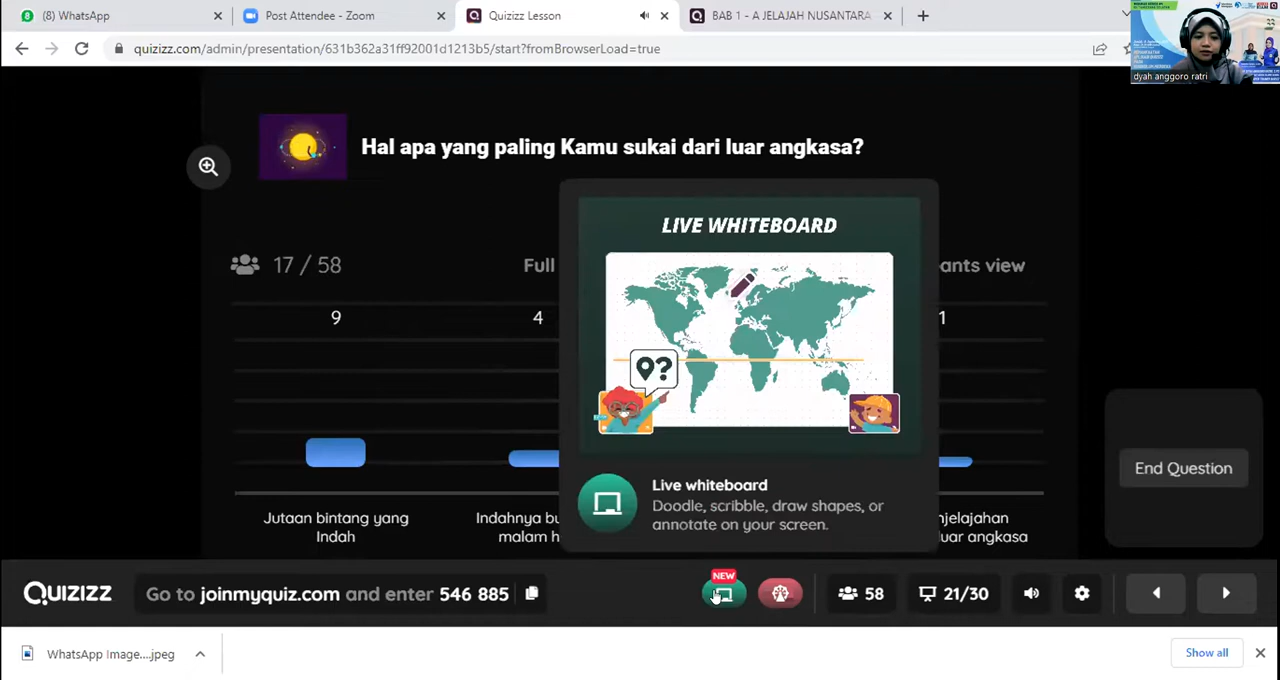 (8) WhatsApp
Post Attendee - Zoom
Quizizz Lesson
BAB 1 - A JELAJAH NUSANTARA
quizizz.com/admin/presentation/631b362a31ff92001d1213b5/start?fromBrowserLoad=true
dyah anggoro ratri
Hal apa yang paling Kamu sukai dari luar angkasa?
LIVE WHITEBOARD
?
17 / 58
Full
ants view
9
4
1
Live whiteboard
Doodle, scribble, draw shapes, or
annotate on your screen.
End Question
Jutaan bintang yang
Indah
Indahnya bu
malam h
njelajahan
luar angkasa
QUIZIZZ
Go to joinmyquiz.com and enter 546 885
NEW
58
21/30
WhatsApp Image....jpeg
Show all